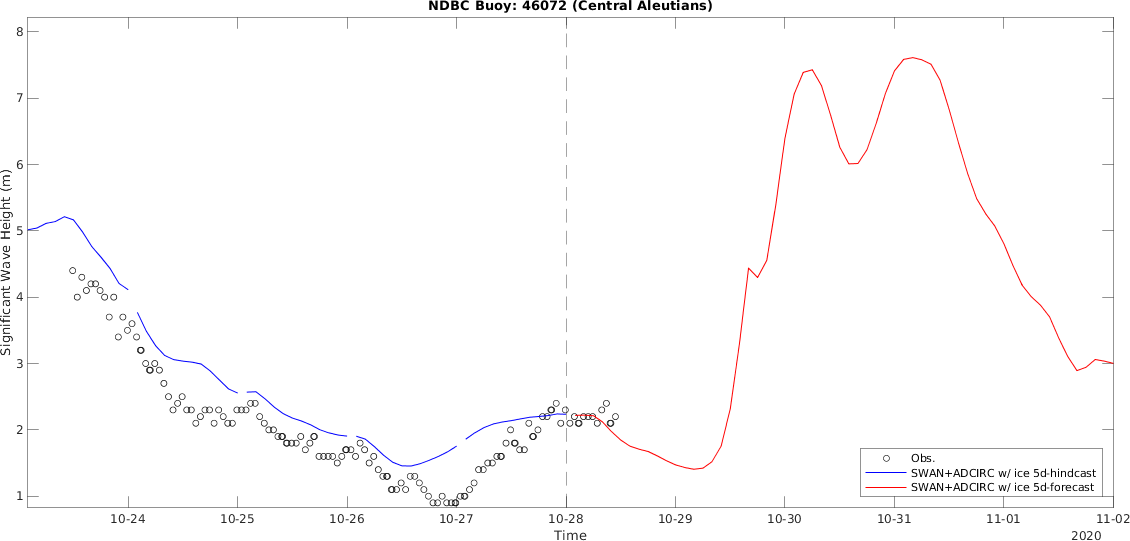 NDBC Buoy: 46072 (Central Aleutians)
8
7
6
5
4
3
2
1
Significant Wave Height (m)
Obs.
SWAN+ADCIRC w/ ice 5d-hindcast
SWAN+ADCIRC w/ ice 5d-forecast
10-24 10-25 10-26 10-27 10-28 10-29 10-30 10-31 11-01 11-02
Time
2020